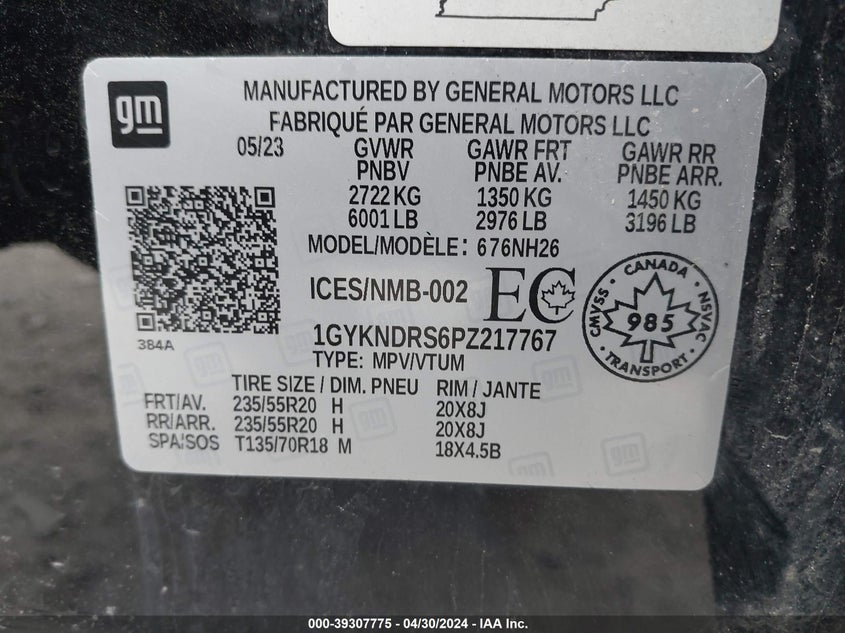 gm
MANUFACTURED BY GENERAL MOTORS LLC
FABRIQUÉ PAR GENERAL MOTORS LLC
05/23 GVWR GAWR FRT GAWR RR
PNBV PNBE AV. PNBE ARR.
2722 KG 1350 KG 1450 KG
6001 LB 2976 LB 3196 LB
MODEL/MODÈLE: 676NH26
ICES/NMB-002 EC
CANADA
CMVSS 985 NSVAC
TRANSPORT
384A
1GYKNDRS6PZ217767
TYPE: MPV/VTUM
TIRE SIZE / DIM. PNEU RIM / JANTE
FRT/AV. 235/55R20 H 20X8J
RR/ARR. 235/55R20 H 20X8J
SPA/SOS T135/70R18 M 18X4.5B
000-39307775 - 04/30/2024 - IAA Inc.